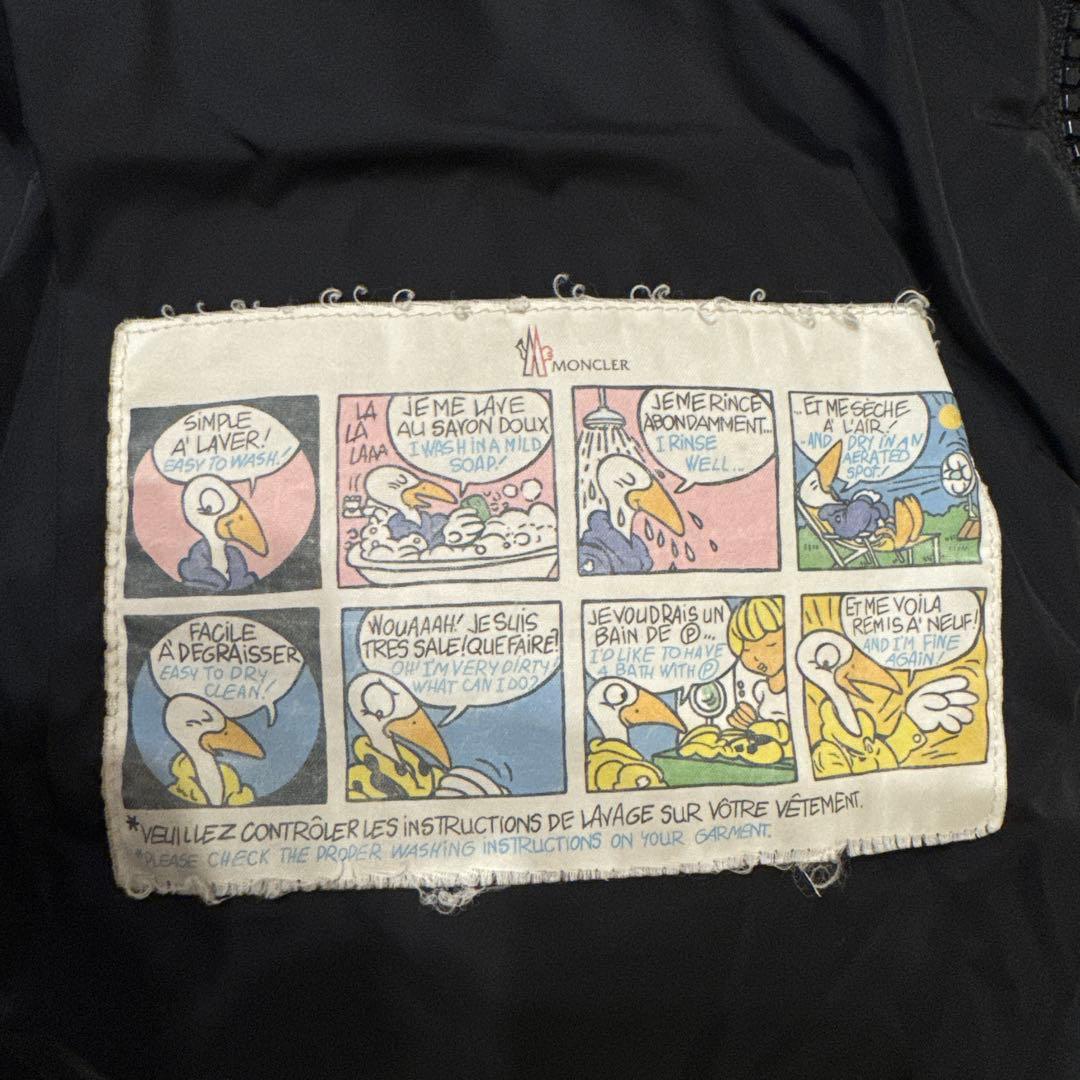 MONCLER
SIMPLE
A' LAVER!
EASY TO WASH!
LA
LA
LAAA
JE ME LAVE
AU SAVON DOUX
I WASH IN A MILD
SOAP!
JE ME RINCE
ABONDAMMENT...
I RINSE
WELL...
...ET ME SECHE
A' L'AIR!
..AND DRY IN AN
AERATED
SPOT!
FACILE
A' DEGRAISSER
EASY TO DRY
CLEAN!
WOUAAAH! JE SUIS
TRES SALE! QUE FAIRE?
OH! I'M VERY DIRTY!
WHAT CAN I DO?
JE VOUDRAIS UN
BAIN DE Ⓟ...
I'D LIKE TO HAVE
A BATH WITH Ⓟ
ET ME VOILA
REMIS A' NEUF!
AND I'M FINE
AGAIN!
*VEUILLEZ CONTRÔLER LES INSTRUCTIONS DE LAVAGE SUR VÔTRE VÊTEMENT.
*PLEASE CHECK THE PROPER WASHING INSTRUCTIONS ON YOUR GARMENT.